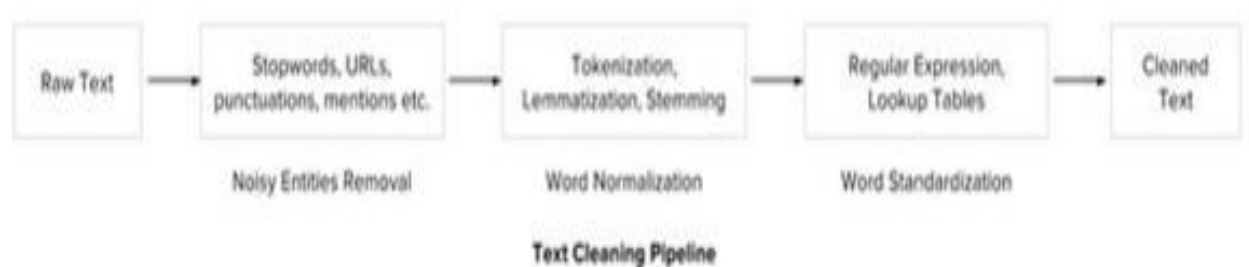 Raw Text
Stopwords, URLs,
punctuations, mentions etc.
Tokenization,
Lemmatization, Stemming
Regular Expression,
Lookup Tables
Cleaned
Text
Noisy Entities Removal
Word Normalization
Word Standardization
Text Cleaning Pipeline